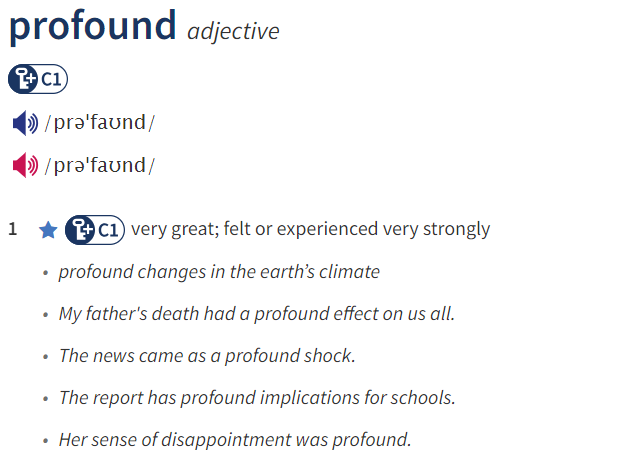 profound adjective
C1
/prəˈfaʊnd/
/prəˈfaʊnd/
1 C1 very great; felt or experienced very strongly
• profound changes in the earth’s climate
• My father's death had a profound effect on us all.
• The news came as a profound shock.
• The report has profound implications for schools.
• Her sense of disappointment was profound.